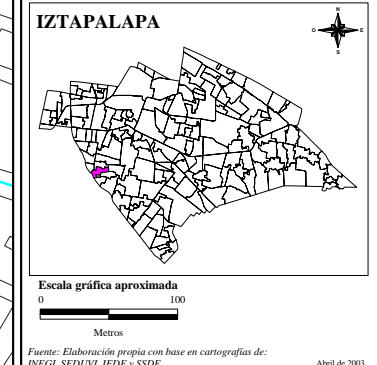 IZTAPALAPA
N
O E
S
Escala gráfica aproximada
0 100
Metros
Fuente: Elaboración propia con base en cartografías de:
INEGI, SEDUVI, IEDF y SSDF Abril de 2003